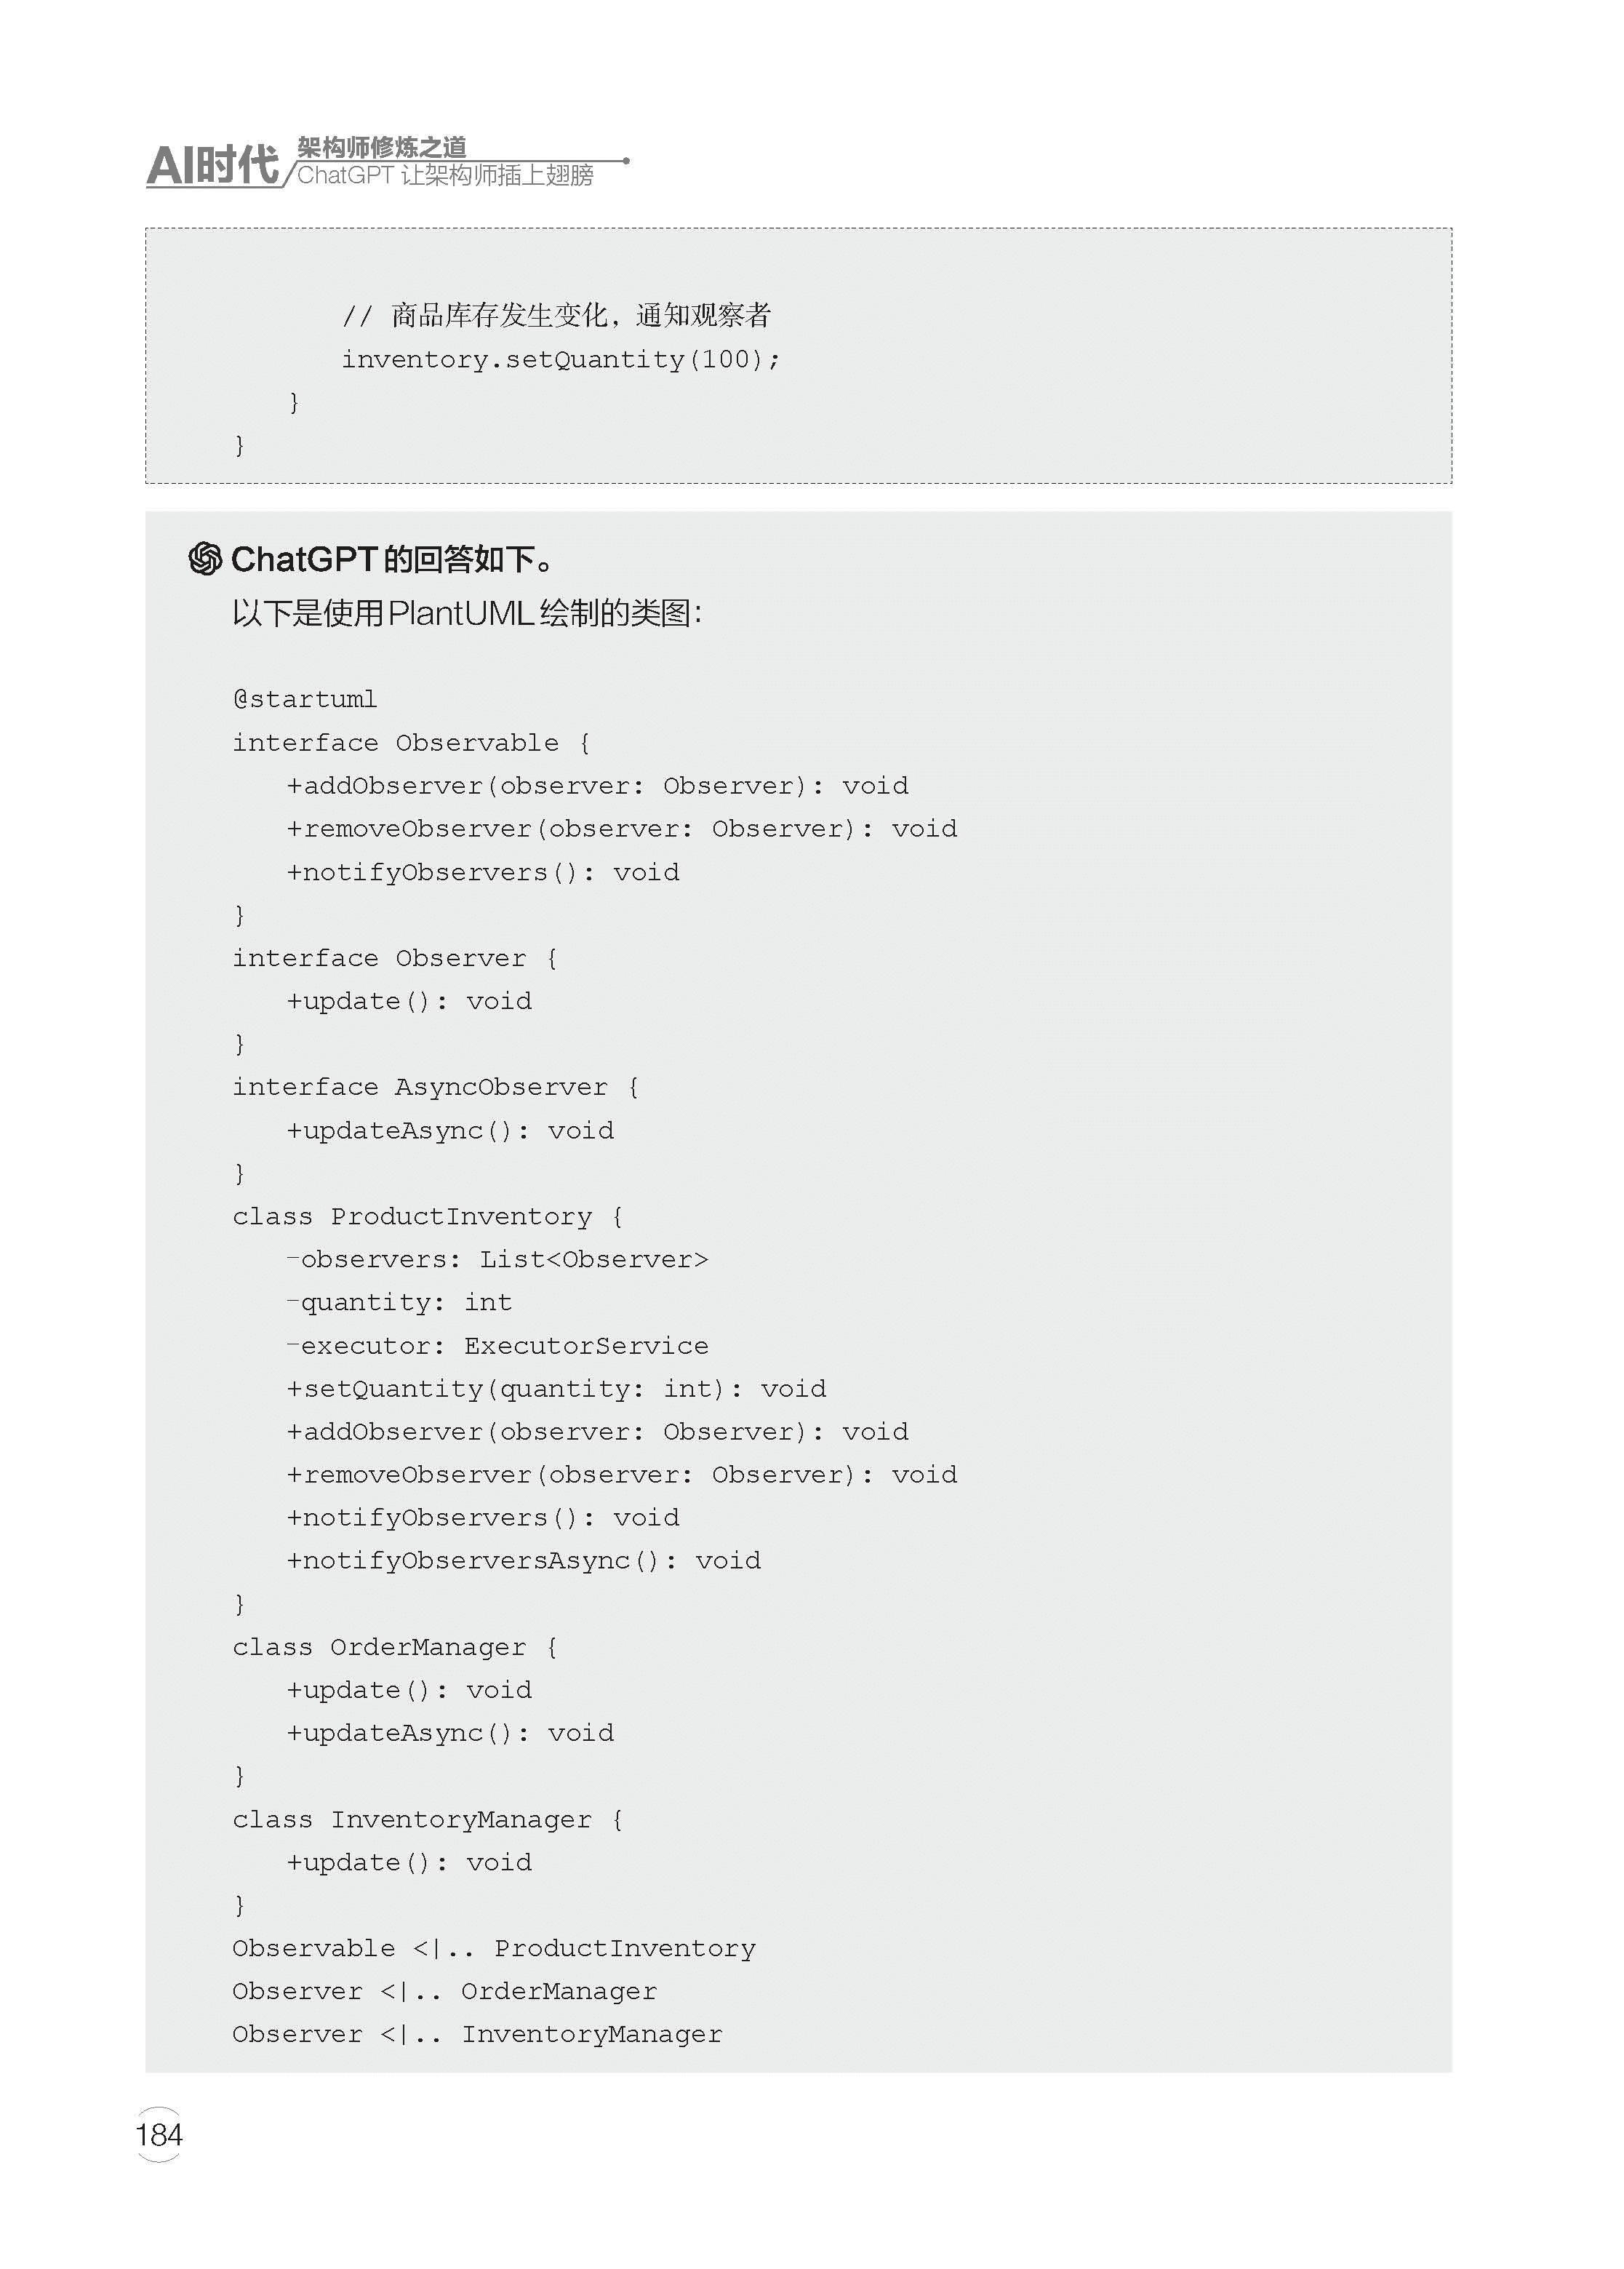 AI时代
架构师修炼之道
ChatGPT 让架构师插上翅膀
// 商品库存发生变化，通知观察者
inventory.setQuantity(100);
}
}
ChatGPT的回答如下。
以下是使用PlantUML绘制的类图：
@startuml
interface Observable {
+addObserver(observer: Observer): void
+removeObserver(observer: Observer): void
+notifyObservers(): void
}
interface Observer {
+update(): void
}
interface AsyncObserver {
+updateAsync(): void
}
class ProductInventory {
-observers: List<Observer>
-quantity: int
-executor: ExecutorService
+setQuantity(quantity: int): void
+addObserver(observer: Observer): void
+removeObserver(observer: Observer): void
+notifyObservers(): void
+notifyObserversAsync(): void
}
class OrderManager {
+update(): void
+updateAsync(): void
}
class InventoryManager {
+update(): void
}
Observable <|.. ProductInventory
Observer <|.. OrderManager
Observer <|.. InventoryManager
184